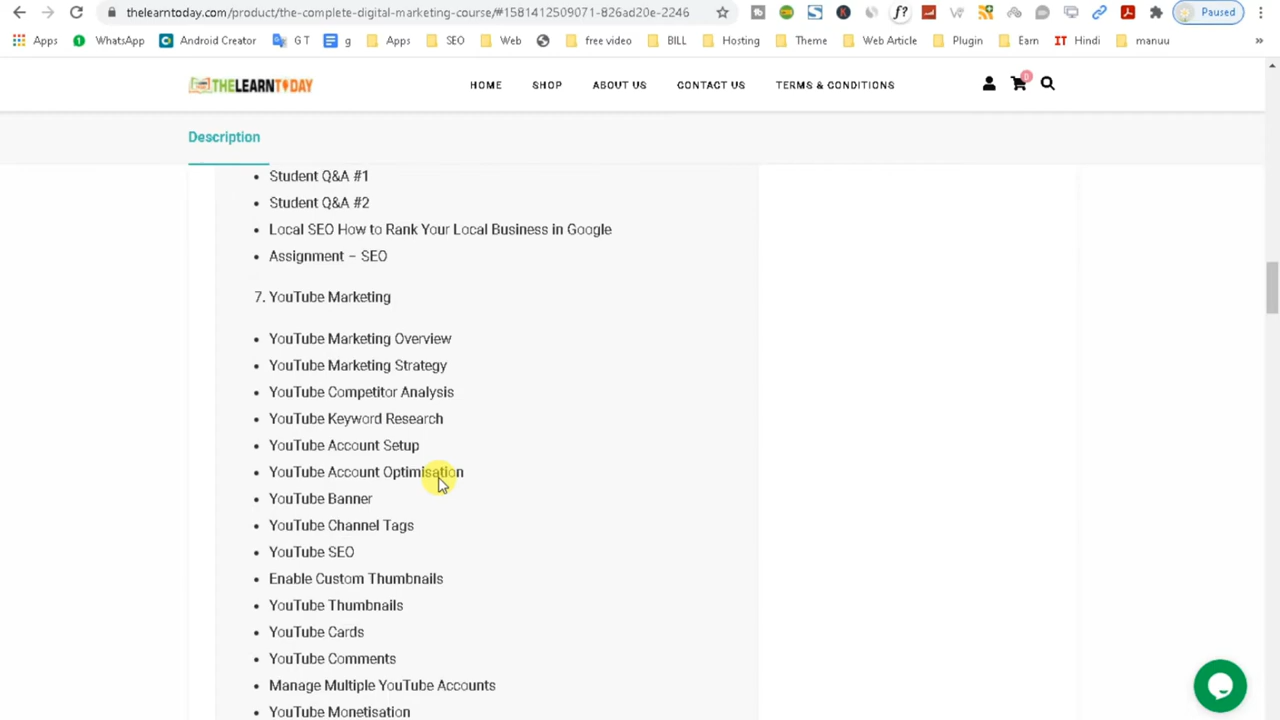 thelearntoday.com/product/the-complete-digital-marketing-course/#1581412509071-826ad20e-2246
Paused
Apps
WhatsApp
Android Creator
G T
g
Apps
SEO
Web
free video
BILL
Hosting
Theme
Web Article
Plugin
Earn
IT Hindi
manuu
»
THELEARNTODAY
HOME
SHOP
ABOUT US
CONTACT US
TERMS & CONDITIONS
0
Description
• Student Q&A #1
• Student Q&A #2
• Local SEO How to Rank Your Local Business in Google
• Assignment – SEO
7. YouTube Marketing
• YouTube Marketing Overview
• YouTube Marketing Strategy
• YouTube Competitor Analysis
• YouTube Keyword Research
• YouTube Account Setup
• YouTube Account Optimisation
• YouTube Banner
• YouTube Channel Tags
• YouTube SEO
• Enable Custom Thumbnails
• YouTube Thumbnails
• YouTube Cards
• YouTube Comments
• Manage Multiple YouTube Accounts
• YouTube Monetisation